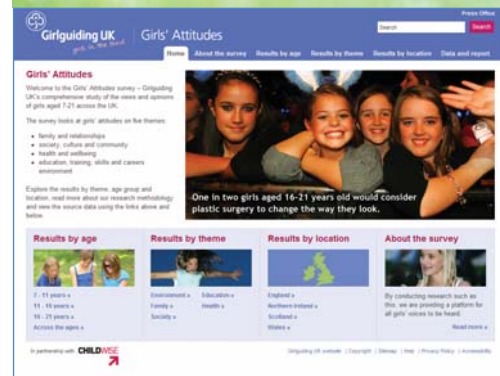 Press Office
Girlguiding UK
girls in the lead
Girls' Attitudes
Search
Search
Home
About the survey
Results by age
Results by theme
Results by location
Data and report
Girls' Attitudes
Welcome to the Girls' Attitudes survey – Girlguiding
UK's comprehensive study of the views and opinions
of girls aged 7-21 across the UK.
The survey looks at girls' attitudes on five themes:
• family and relationships
• society, culture and community
• health and wellbeing
• education, training, skills and careers
environment
Explore the results by theme, age group and
location, read more about our research methodology
and view the source data using the links above and
below.
One in two girls aged 16-21 years old would consider
plastic surgery to change the way they look.
Results by age
7 - 11 years »
11 - 16 years »
16 - 21 years »
Across the ages »
Results by theme
Environment » Education »
Family » Health »
Society »
Results by location
England »
Northern Ireland »
Scotland »
Wales »
About the survey
By conducting research such as
this, we are providing a platform for
all girls' voices to be heard.
Read more »
In partnership with CHILDWISE
Girlguiding UK website | Copyright | Sitemap | Help | Privacy Policy | Accessibility